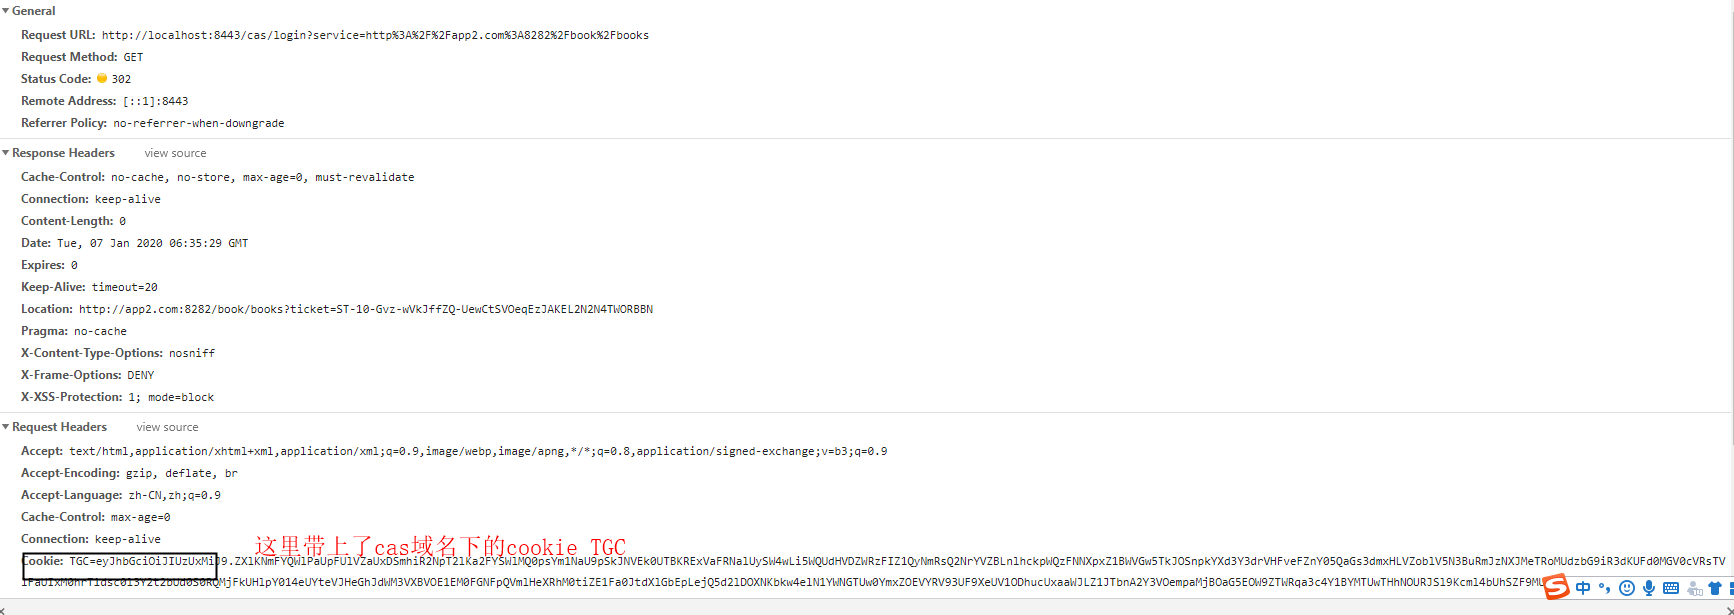 General
Request URL: http://localhost:8443/cas/login?service=http%3A%2F%2Fapp2.com%3A8282%2Fbook%2Fbooks
Request Method: GET
Status Code: 302
Remote Address: [::1]:8443
Referrer Policy: no-referrer-when-downgrade
Response Headers view source
Cache-Control: no-cache, no-store, max-age=0, must-revalidate
Connection: keep-alive
Content-Length: 0
Date: Tue, 07 Jan 2020 06:35:29 GMT
Expires: 0
Keep-Alive: timeout=20
Location: http://app2.com:8282/book/books?ticket=ST-10-Gvz-wVkJffZQ-UewCtSVOeqEzJAKEL2N2N4TWORBBN
Pragma: no-cache
X-Content-Type-Options: nosniff
X-Frame-Options: DENY
X-XSS-Protection: 1; mode=block
Request Headers view source
Accept: text/html,application/xhtml+xml,application/xml;q=0.9,image/webp,image/apng,*/*;q=0.8,application/signed-exchange;v=b3;q=0.9
Accept-Encoding: gzip, deflate, br
Accept-Language: zh-CN,zh;q=0.9
Cache-Control: max-age=0
Connection: keep-alive
这里带上了cas域名下的cookie TGC
Cookie: TGC=eyJhbGciOiJIUzUxMiJ9
中